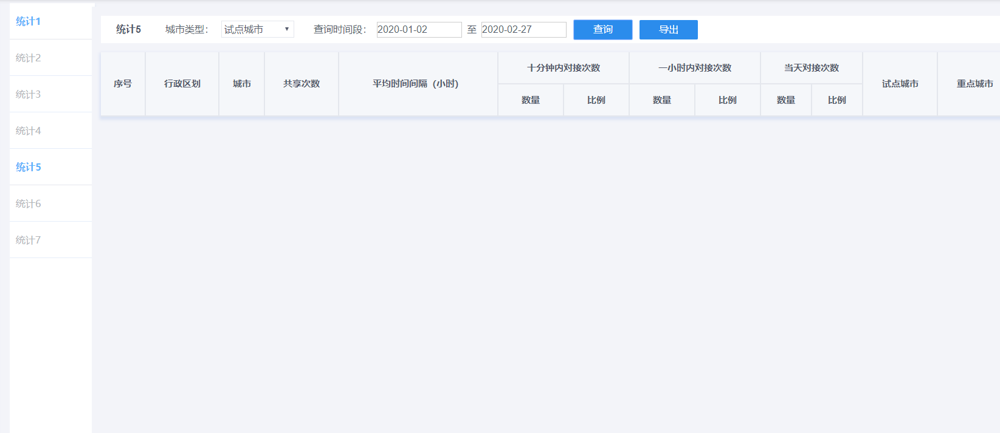 统计1
统计2
统计3
统计4
统计5
统计6
统计7
统计5 城市类型： 试点城市 查询时间段： 2020-01-02 至 2020-02-27 查询 导出
序号 行政区划 城市 共享次数 平均时间间隔（小时） 十分钟内对接次数 一小时内对接次数 当天对接次数 试点城市 重点城市
数量 比例 数量 比例 数量 比例